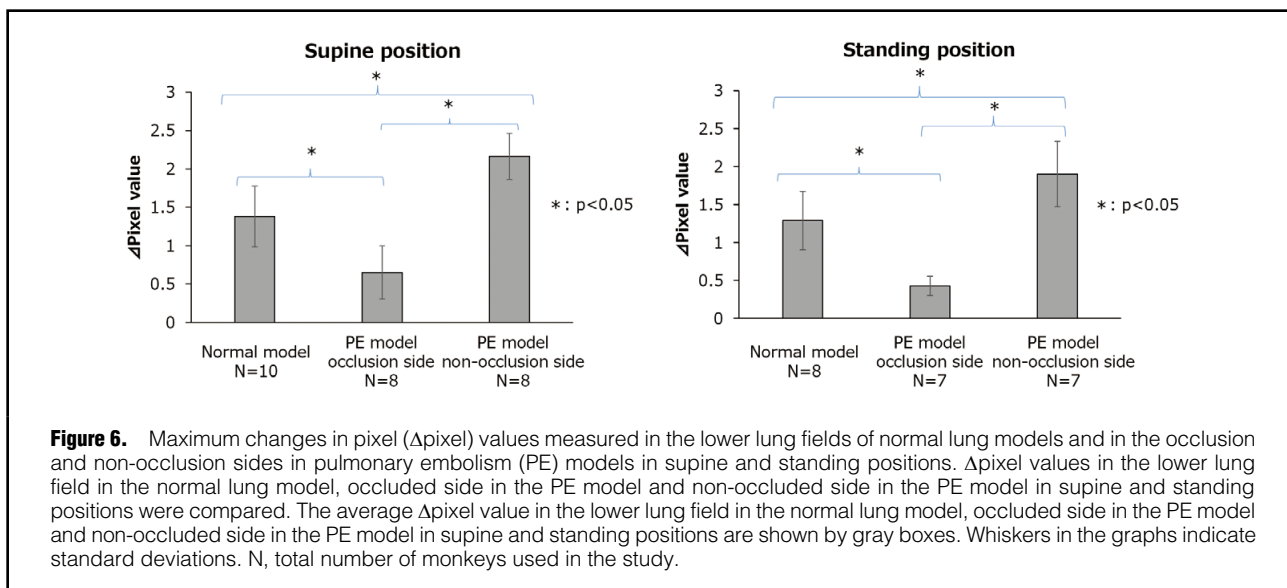 Supine position
*
*
*
3
2.5
2
1.5
1
0.5
0
ΔPixel value
*: p<0.05
Normal model
N=10
PE model
occlusion side
N=8
PE model
non-occlusion side
N=8
Standing position
*
*
*
3
2.5
2
1.5
1
0.5
0
ΔPixel value
*: p<0.05
Normal model
N=8
PE model
occlusion side
N=7
PE model
non-occlusion side
N=7
Figure 6. Maximum changes in pixel (Δpixel) values measured in the lower lung fields of normal lung models and in the occlusion
and non-occlusion sides in pulmonary embolism (PE) models in supine and standing positions. Δpixel values in the lower lung
field in the normal lung model, occluded side in the PE model and non-occluded side in the PE model in supine and standing
positions were compared. The average Δpixel value in the lower lung field in the normal lung model, occluded side in the PE model
and non-occluded side in the PE model in supine and standing positions are shown by gray boxes. Whiskers in the graphs indicate
standard deviations. N, total number of monkeys used in the study.